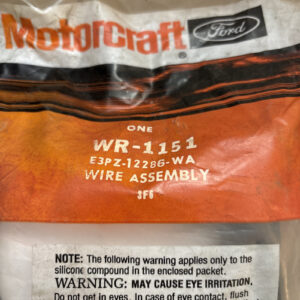 Motorcraft Ford
ONE
WR-1151
E3PZ-12286-WA
WIRE ASSEMBLY
3F6
NOTE: The following warning applies only to the
silicone compound in the enclosed packet.
WARNING: MAY CAUSE EYE IRRITATION.
Do not get in eyes. In case of eye contact, flush